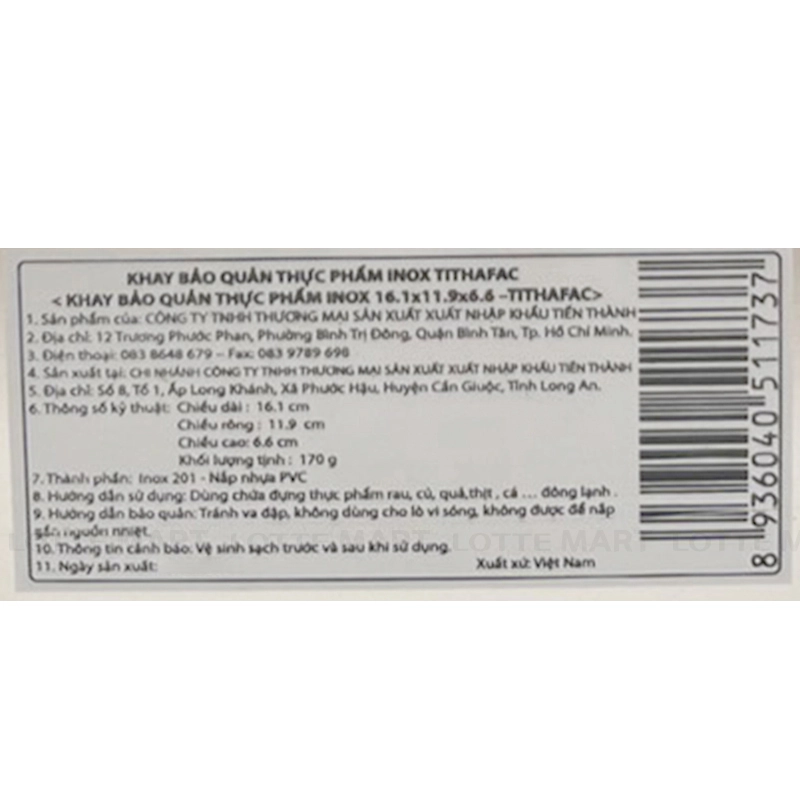 KHAY BẢO QUẢN THỰC PHẨM INOX TITHAFAC
< KHAY BẢO QUẢN THỰC PHẨM INOX 16.1x11.9x6.6 –TITHAFAC>
1. Sản phẩm của: CÔNG TY TNHH THƯƠNG MẠI SẢN XUẤT XUẤT NHẬP KHẨU TIẾN THÀNH
2. Địa chỉ: 12 Trương Phước Phan, Phường Bình Trị Đông, Quận Bình Tân, Tp. Hồ Chí Minh.
3. Điện thoại: 083 8648 679 – Fax: 083 9789 698
4. Sản xuất tại: CHI NHÁNH CÔNG TY TNHH THƯƠNG MẠI SẢN XUẤT XUẤT NHẬP KHẨU TIẾN THÀNH
5. Địa chỉ: Số 8, Tổ 1, Ấp Long Khánh, Xã Phước Hậu, Huyện Cần Giuộc, Tỉnh Long An.
6. Thông số kỹ thuật: Chiều dài : 16.1 cm
Chiều rộng : 11.9 cm
Chiều cao: 6.6 cm
Khối lượng tịnh : 170 g
7. Thành phần: Inox 201 - Nắp nhựa PVC
8. Hướng dẫn sử dụng: Dùng chứa đựng thực phẩm rau, củ, quả,thịt , cá ... đông lạnh .
9. Hướng dẫn bảo quản: Tránh va đập, không dùng cho lò vi sóng, không được để nắp
gần nguồn nhiệt.
10. Thông tin cảnh báo: Vệ sinh sạch trước và sau khi sử dụng.
11. Ngày sản xuất: Xuất xứ: Việt Nam
8 936040 511737
LOTTE MART LOTTE MART LOTTE MART LOTTE MART